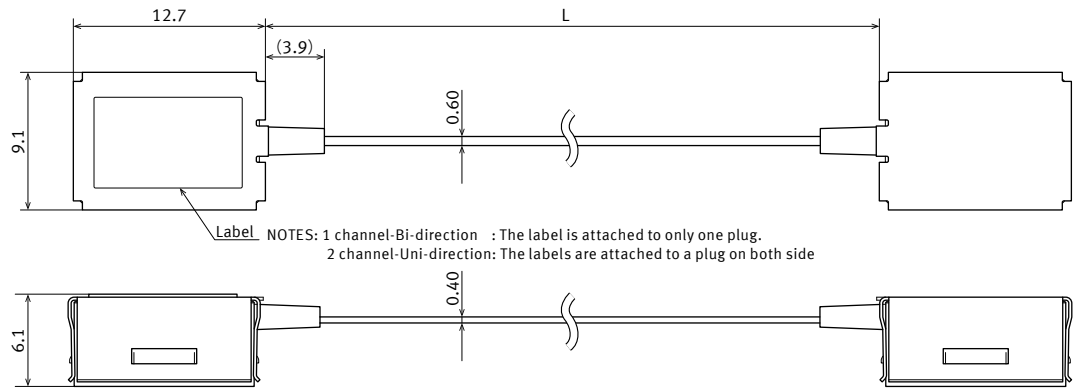 12.7
L
(3.9)
0.60
9.1
Label
NOTES: 1 channel-Bi-direction : The label is attached to only one plug.
2 channel-Uni-direction: The labels are attached to a plug on both side
0.40
6.1